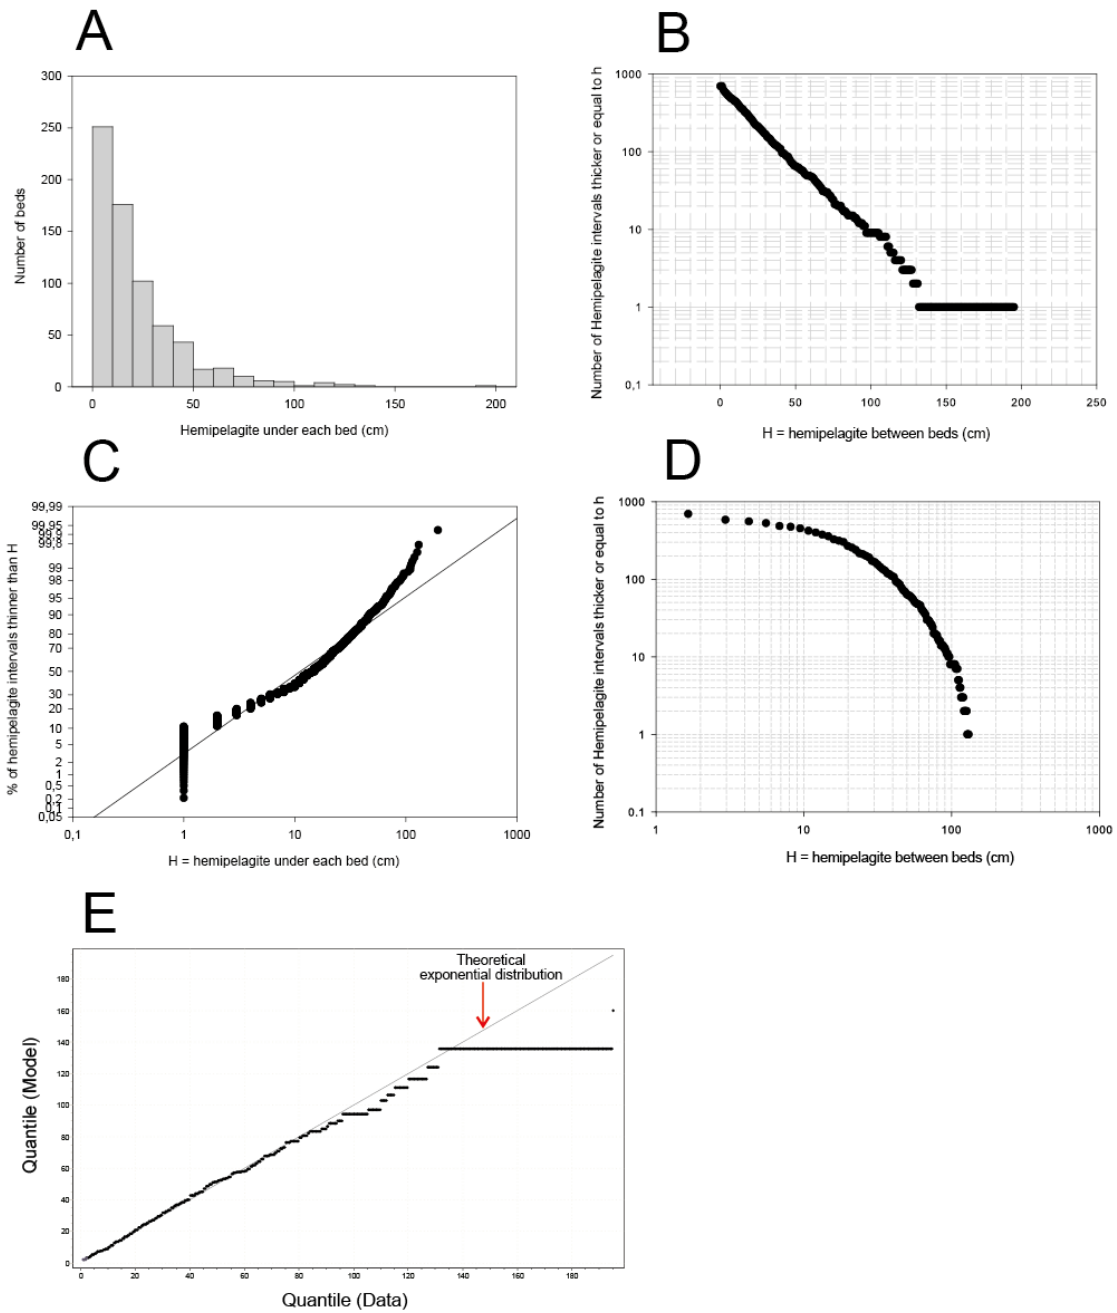 A
300
250
200
150
100
50
0
Number of beds
0 50 100 150 200
Hemipelagite under each bed (cm)
B
1000
100
10
1
0,1
Number of Hemipelagite intervals thicker or equal to h
0 50 100 150 200 250
H = hemipelagite between beds (cm)
C
99,99
99,95
99,9
99,8
99
98
95
90
80
70
50
30
20
10
5
2
1
0,5
0,2
0,1
0,05
% of hemipelagite intervals thinner than H
0,1 1 10 100 1000
H = hemipelagite under each bed (cm)
D
1000
100
10
1
0.1
Number of Hemipelagite intervals thicker or equal to h
1 10 100 1000
H = hemipelagite between beds (cm)
E
Theoretical
exponential distribution
180
160
140
120
100
80
60
40
20
0
Quantile (Model)
0 20 40 60 80 100 120 140 160 180
Quantile (Data)